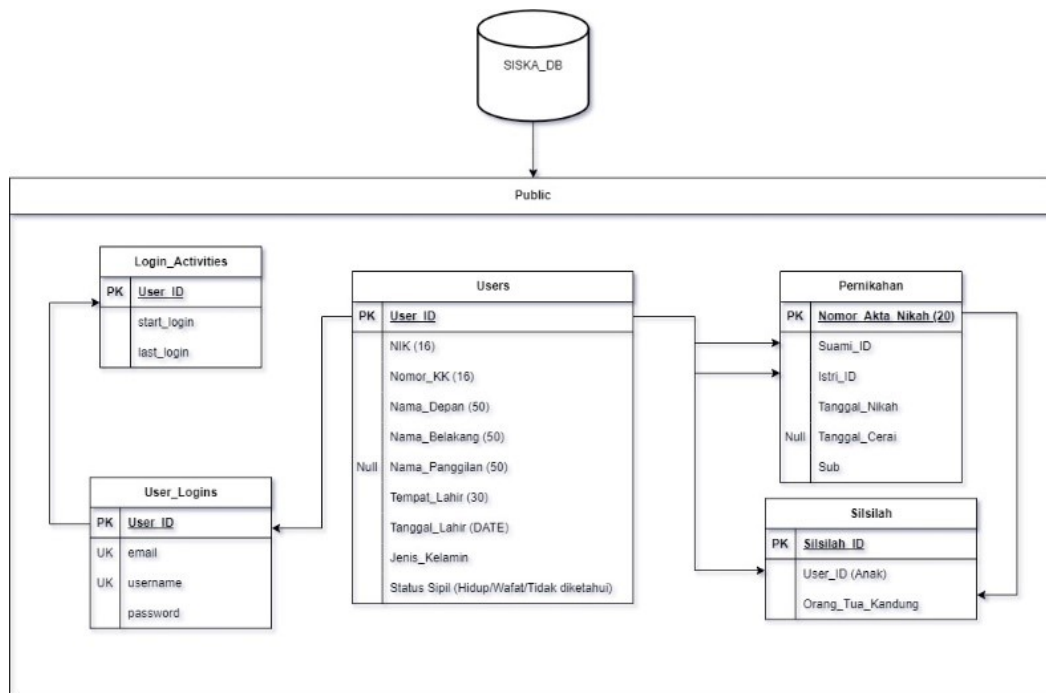 SISKA_DB
Public
Login_Activities
PK User_ID
start_login
last_login
User_Logins
PK User_ID
UK email
UK username
password
Users
PK User_ID
NIK (16)
Nomor_KK (16)
Nama_Depan (50)
Nama_Belakang (50)
Null Nama_Panggilan (50)
Tempat_Lahir (30)
Tanggal_Lahir (DATE)
Jenis_Kelamin
Status Sipil (Hidup/Wafat/Tidak diketahui)
Pernikahan
PK Nomor_Akta_Nikah (20)
Suami_ID
Istri_ID
Tanggal_Nikah
Null Tanggal_Cerai
Sub
Silsilah
PK Silsilah_ID
User_ID (Anak)
Orang_Tua_Kandung